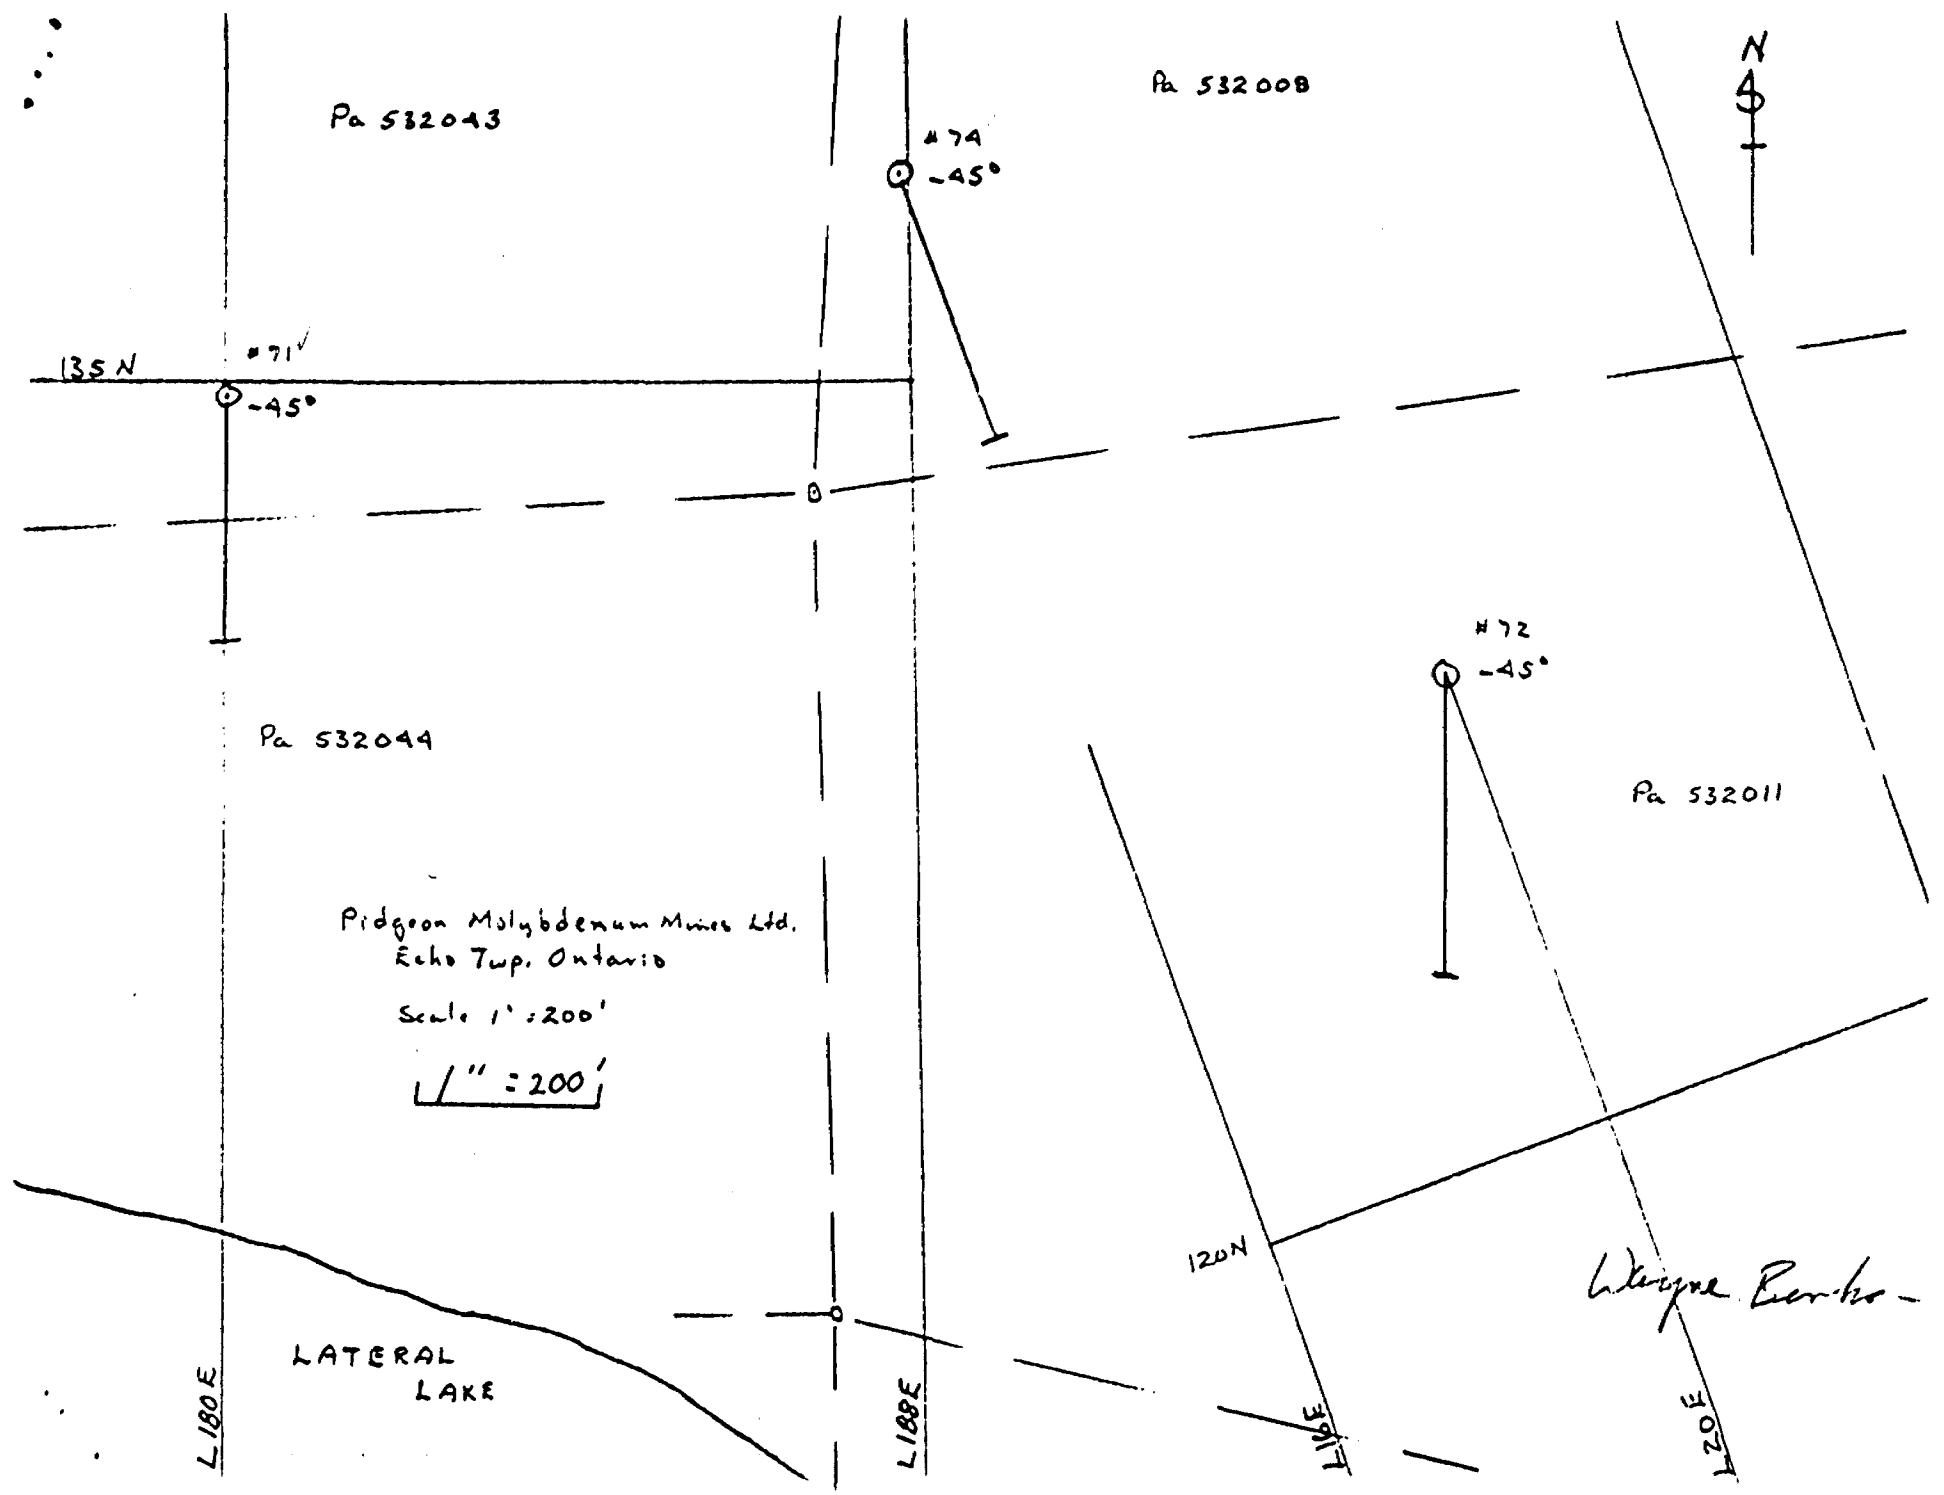 Pa 532043
Pa 532008
N
#74
-45°
#71
135 N
-45°
#72
-45°
Pa 532044
Pa 532011
Pidgeon Molybdenum Mines Ltd.
Echo Twp. Ontario
Scale 1" = 200'
1" = 200'
120N
LATERAL
LAKE
L180E
L188E
L196E
L20E
Wayne